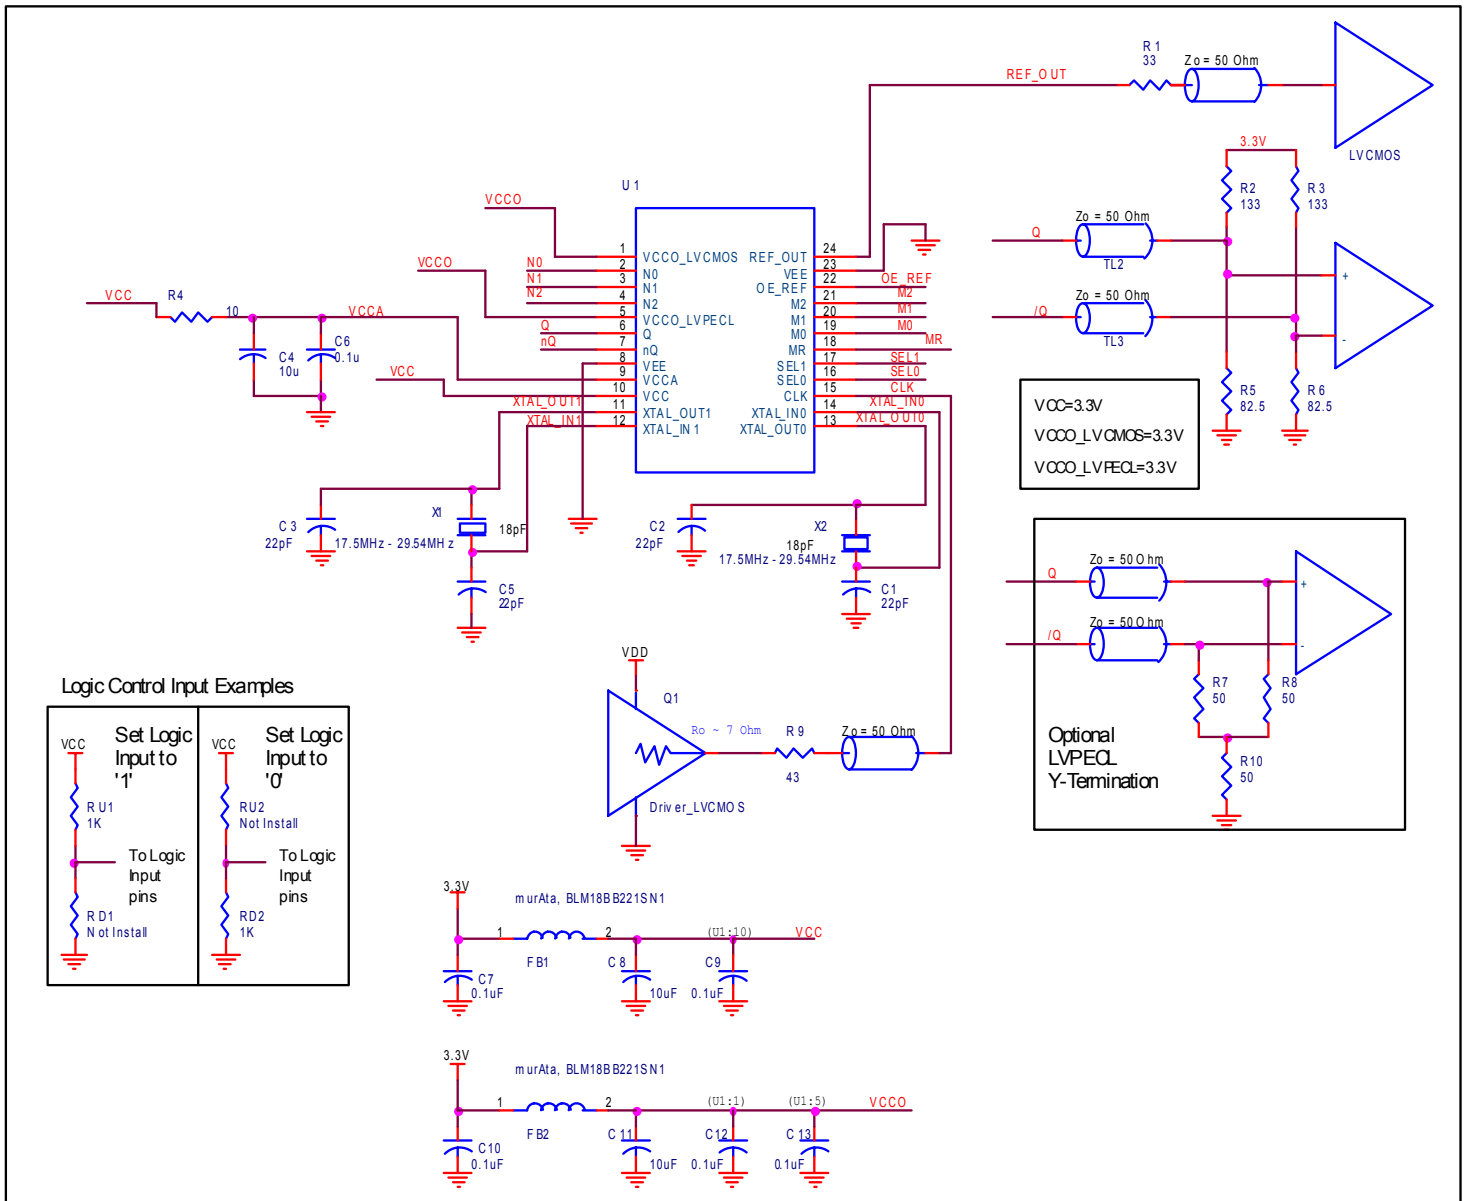 R1
33
Zo = 50 Ohm
REF_OUT
LVCMOS
3.3V
R2
133
R3
133
Zo = 50 Ohm
Q
TL2
Zo = 50 Ohm
/Q
TL3
+
-
R5
82.5
R6
82.5
U1
VCCO
VCCO
VCC
R4
10
VCCA
C4
10u
C6
0.1u
VCC
N0
N1
N2
Q
nQ
XTAL_OUT1
XTAL_IN1
1 VCCO_LVCMOS
2 N0
3 N1
4 N2
5 VCCO_LVPECL
6 Q
7 nQ
8 VEE
9 VCCA
10 VCC
11 XTAL_OUT1
12 XTAL_IN1
REF_OUT 24
VEE 23
OE_REF 22
M2 21
M1 20
M0 19
MR 18
SEL1 17
SEL0 16
CLK 15
XTAL_IN0 14
XTAL_OUT0 13
OE_REF
M2
M1
M0
MR
SEL1
SEL0
CLK
XTAL_IN0
XTAL_OUT0
VCC=3.3V
VCCO_LVCMOS=3.3V
VCCO_LVPECL=3.3V
C3
22pF
X1
18pF
17.5MHz - 29.54MHz
C5
22pF
C2
22pF
X2
18pF
17.5MHz - 29.54MHz
C1
22pF
Zo = 50 Ohm
Q
Zo = 50 Ohm
/Q
+
-
R7
50
R8
50
R10
50
Optional
LVPECL
Y-Termination
VDD
Q1
Ro ~ 7 Ohm
R9
43
Zo = 50 Ohm
Driver_LVCMOS
Logic Control Input Examples
Set Logic
Input to
'1'
VCC
RU1
1K
To Logic
Input
pins
RD1
Not Install
Set Logic
Input to
'0'
VCC
RU2
Not Install
To Logic
Input
pins
RD2
1K
3.3V
murAta, BLM18BB221SN1
1
2
FB1
(U1:10)
VCC
C7
0.1uF
C8
10uF
C9
0.1uF
3.3V
murAta, BLM18BB221SN1
1
2
FB2
(U1:1)
(U1:5)
VCCO
C10
0.1uF
C11
10uF
C12
0.1uF
C13
0.1uF